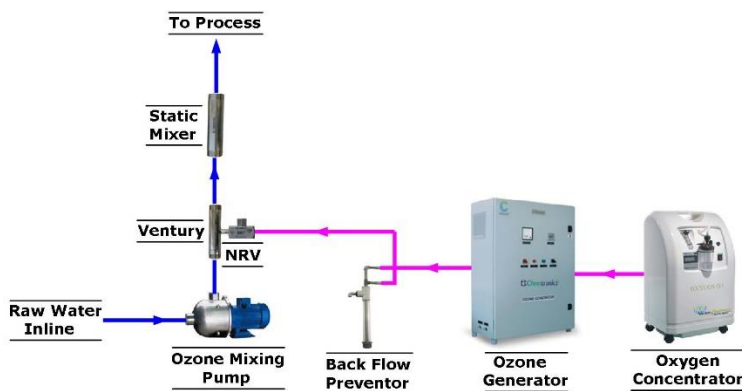 To Process
Static
Mixer
Ventury
NRV
Raw Water
Inline
Ozone Mixing
Pump
Back Flow
Preventor
Ozone
Generator
Oxygen
Concentrator